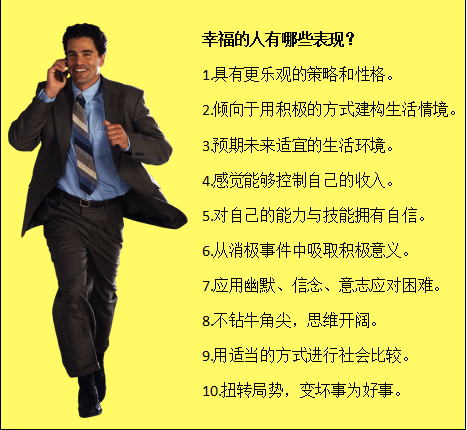 幸福的人有哪些表现？
1.具有更乐观的策略和性格。
2.倾向于用积极的方式建构生活情境。
3.预期未来适宜的生活环境。
4.感觉能够控制自己的收入。
5.对自己的能力与技能拥有自信。
6.从消极事件中吸取积极意义。
7.应用幽默、信念、意志应对困难。
8.不钻牛角尖，思维开阔。
9.用适当的方式进行社会比较。
10.扭转局势，变坏事为好事。